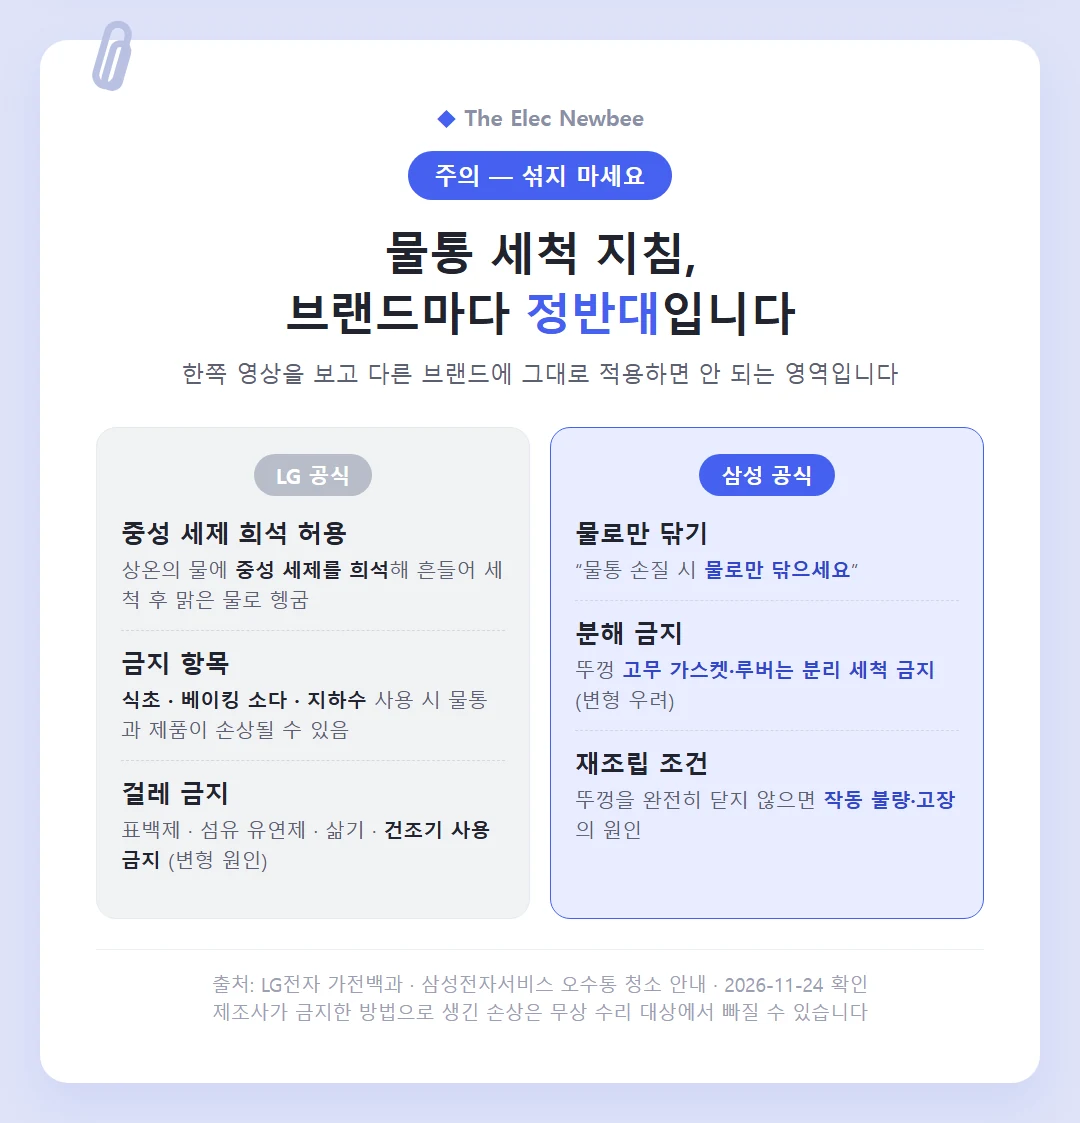 The Elec Newbee
주의 — 섞지 마세요
물통 세척 지침,
브랜드마다 정반대입니다
한쪽 영상을 보고 다른 브랜드에 그대로 적용하면 안 되는 영역입니다
LG 공식
중성 세제 희석 허용
상온의 물에 중성 세제를 희석해 흔들어 세
척 후 맑은 물로 헹굼
금지 항목
식초 · 베이킹 소다 · 지하수 사용 시 물통
과 제품이 손상될 수 있음
걸레 금지
표백제 · 섬유 유연제 · 삶기 · 건조기 사용
금지 (변형 원인)
삼성 공식
물로만 닦기
"물통 손질 시 물로만 닦으세요"
분해 금지
뚜껑 고무 가스켓·루버는 분리 세척 금지
(변형 우려)
재조립 조건
뚜껑을 완전히 닫지 않으면 작동 불량·고장
의 원인
출처: LG전자 가전백과 · 삼성전자서비스 오수통 청소 안내 · 2026-11-24 확인
제조사가 금지한 방법으로 생긴 손상은 무상 수리 대상에서 빠질 수 있습니다